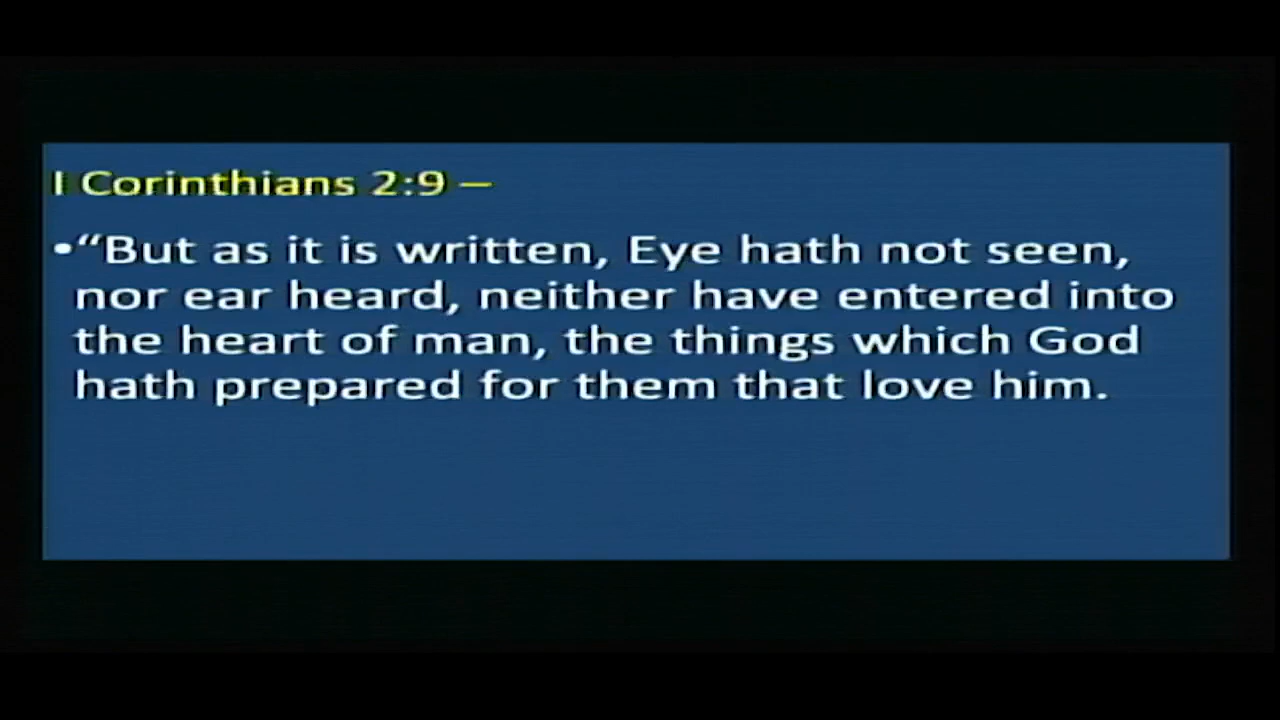 I Corinthians 2:9 —
•“But as it is written, Eye hath not seen,
nor ear heard, neither have entered into
the heart of man, the things which God
hath prepared for them that love him.